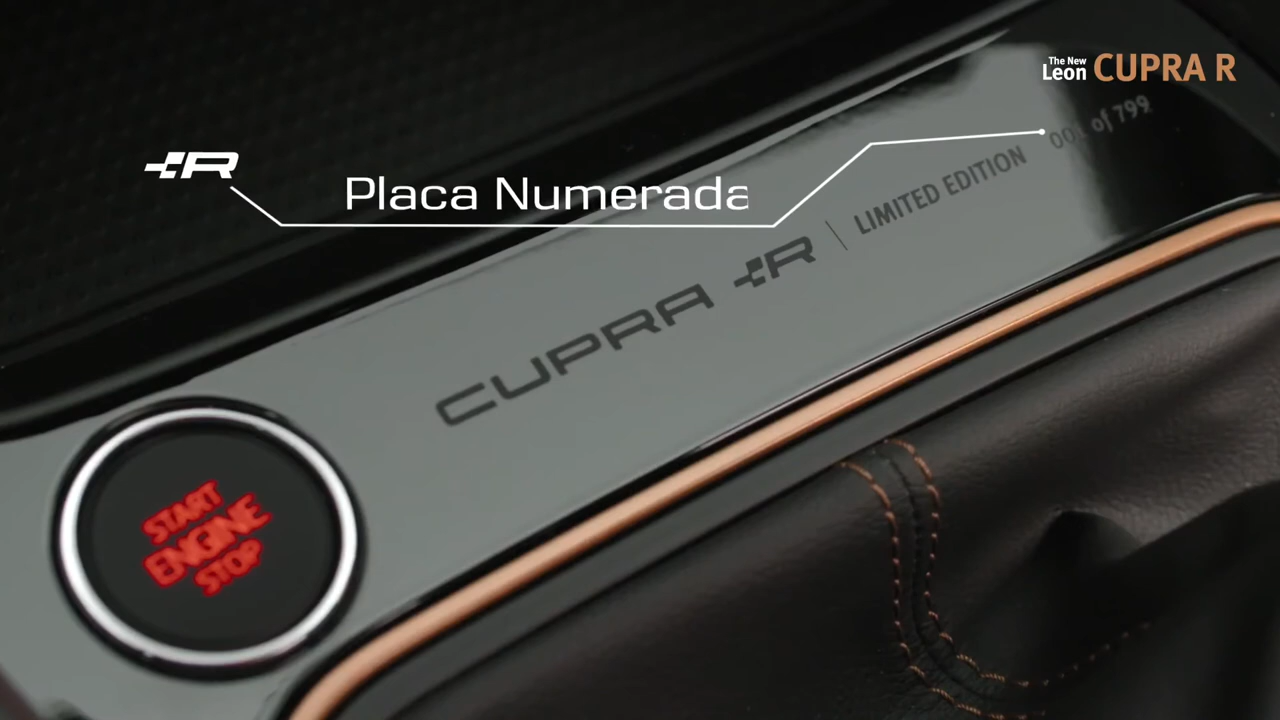 The New
Leon CUPRA R
R
Placa Numerada
CUPRA R | LIMITED EDITION 001 of 799
START
ENGINE
STOP